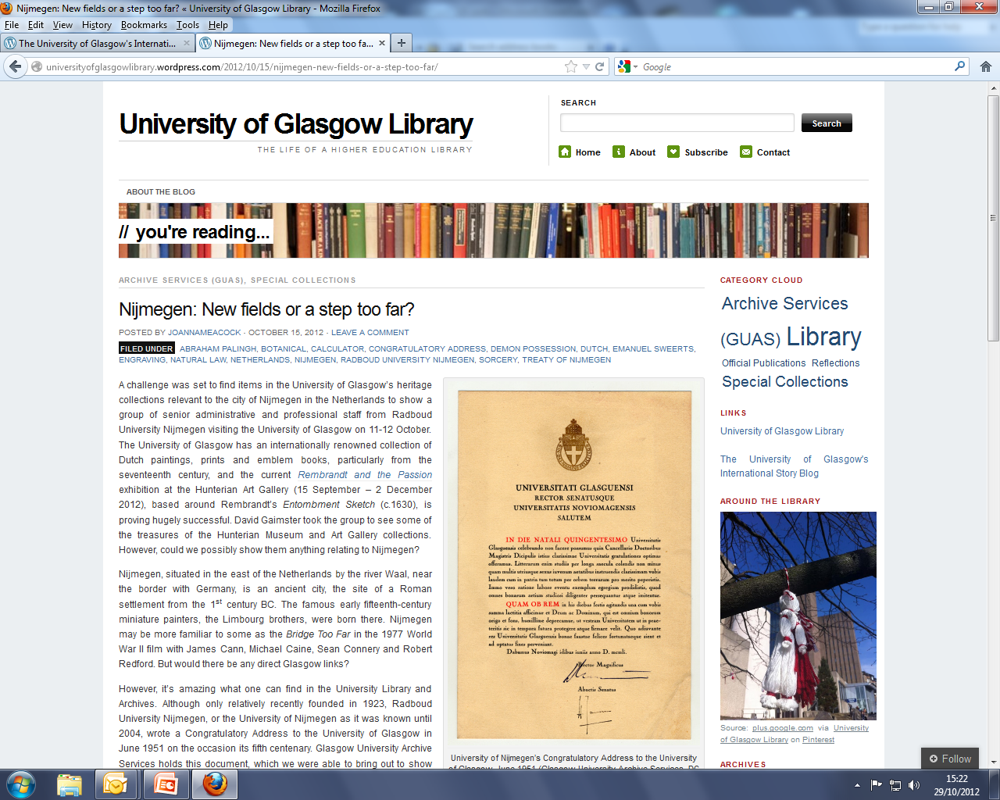 Nijmegen: New fields or a step too far? « University of Glasgow Library - Mozilla Firefox
File Edit View History Bookmarks Tools Help
The University of Glasgow's Internati...
Nijmegen: New fields or a step too fa...
universityofglasgowlibrary.wordpress.com/2012/10/15/nijmegen-new-fields-or-a-step-too-far/
Google
University of Glasgow Library
THE LIFE OF A HIGHER EDUCATION LIBRARY
SEARCH
Search
Home About Subscribe Contact
ABOUT THE BLOG
// you're reading...
ARCHIVE SERVICES (GUAS), SPECIAL COLLECTIONS
Nijmegen: New fields or a step too far?
POSTED BY JOANNAMEACOCK · OCTOBER 15, 2012 · LEAVE A COMMENT
FILED UNDER ABRAHAM PALINGH, BOTANICAL, CALCULATOR, CONGRATULATORY ADDRESS, DEMON POSSESSION, DUTCH, EMANUEL SWEERTS,
ENGRAVING, NATURAL LAW, NETHERLANDS, NIJMEGEN, RADBOUD UNIVERSITY NIJMEGEN, SORCERY, TREATY OF NIJMEGEN
A challenge was set to find items in the University of Glasgow's heritage
collections relevant to the city of Nijmegen in the Netherlands to show a
group of senior administrative and professional staff from Radboud
University Nijmegen visiting the University of Glasgow on 11-12 October.
The University of Glasgow has an internationally renowned collection of
Dutch paintings, prints and emblem books, particularly from the
seventeenth century, and the current Rembrandt and the Passion
exhibition at the Hunterian Art Gallery (15 September – 2 December
2012), based around Rembrandt's Entombment Sketch (c.1630), is
proving hugely successful. David Gaimster took the group to see some of
the treasures of the Hunterian Museum and Art Gallery collections.
However, could we possibly show them anything relating to Nijmegen?
Nijmegen, situated in the east of the Netherlands by the river Waal, near
the border with Germany, is an ancient city, the site of a Roman
settlement from the 1st century BC. The famous early fifteenth-century
miniature painters, the Limbourg brothers, were born there. Nijmegen
may be more familiar to some as the Bridge Too Far in the 1977 World
War II film with James Cann, Michael Caine, Sean Connery and Robert
Redford. But would there be any direct Glasgow links?
However, it's amazing what one can find in the University Library and
Archives. Although only relatively recently founded in 1923, Radboud
University Nijmegen, or the University of Nijmegen as it was known until
2004, wrote a Congratulatory Address to the University of Glasgow in
June 1951 on the occasion its fifth centenary. Glasgow University Archive
Services holds this document, which we were able to bring out to show
UNIVERSITATI GLASGUENSI
RECTOR SENATUSQUE
UNIVERSITATIS NOVIOMAGENSIS
SALUTEM
IN DIE NATALI QUINGENTESIMO Universitatis
Glasguensis celebrando non facere possumus quin Cancellario Doctoribus
Magistris Dicipulis istius clarissimae Universitatis gratulationes optimas
offeramus. Litterarum enim studiis per longa saecula colendis non minus
quam multis utriusque sexus iuvenum aetatibus instruendis clarissimam vobis
laudem cum in patria tum totum per orbem terrarum pro merito peperistis.
Immo vero ratione labore eventu exemplum egregium prodidistis, quod
omnes bonarum artium studiosi diligenter persequantur atque imitentur.
QUAM OB REM in his diebus festis agitandis una cum vobis
summa laetitia afficimur et Deum ac Dominum, qui est omnium bonorum
origo et fons, humillime deprecamur, ut vestram Universitatem ut in prae-
teritis sic in tempora futura protegere atque firmare velit. Quo adiuvante
res Universitatis Glasguensis bonae faustae felices fortunataeque sient et
ad optatos fines perveniant.
Dabamus Noviomagi idibus iuniis anno D. mcmli.
Rector Magnificus
Abactis Senatus
University of Nijmegen's Congratulatory Address to the University
of Glasgow, June 1951 (Glasgow University Archive Services, DC
CATEGORY CLOUD
Archive Services
(GUAS) Library
Official Publications Reflections
Special Collections
LINKS
University of Glasgow Library
The University of Glasgow's
International Story Blog
AROUND THE LIBRARY
Source: plus.google.com via University
of Glasgow Library on Pinterest
ARCHIVES
Follow
15:22
29/10/2012